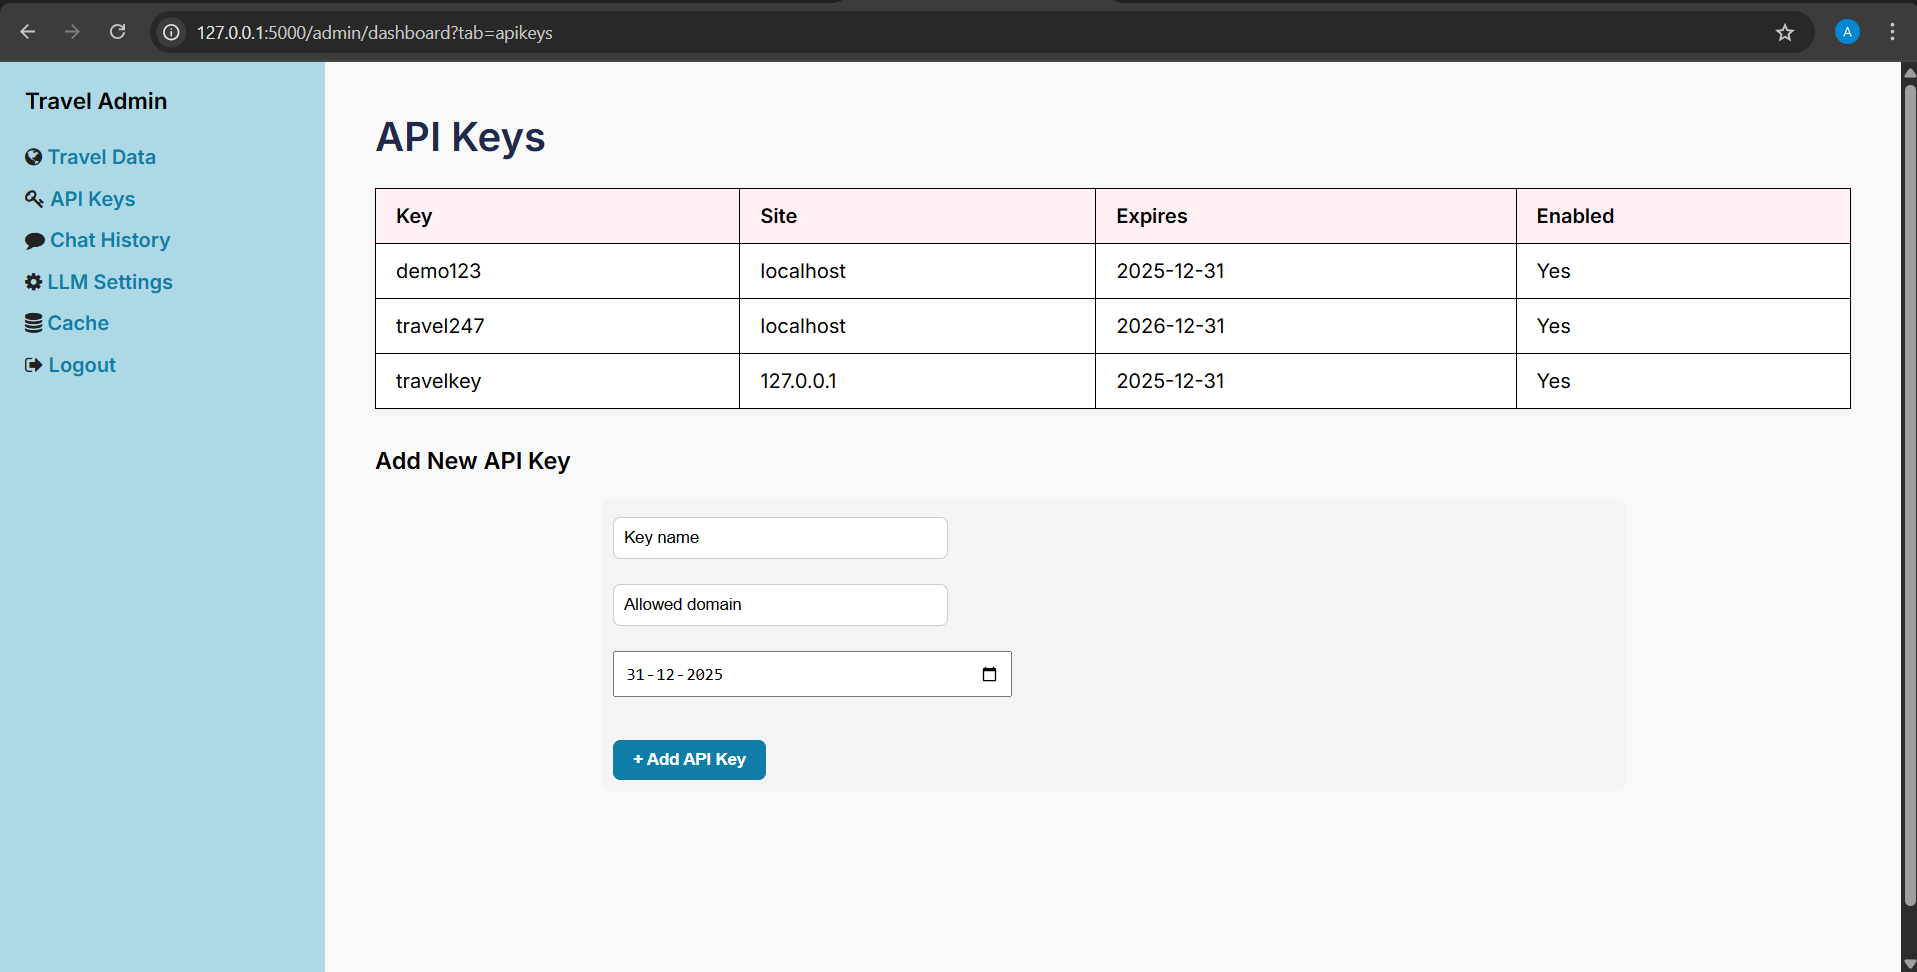 127.0.0.1:5000/admin/dashboard?tab=apikeys
A
Travel Admin
Travel Data
API Keys
Chat History
LLM Settings
Cache
Logout
API Keys
Key Site Expires Enabled
demo123 localhost 2025-12-31 Yes
travel247 localhost 2026-12-31 Yes
travelkey 127.0.0.1 2025-12-31 Yes
Add New API Key
Key name
Allowed domain
31-12-2025
+ Add API Key